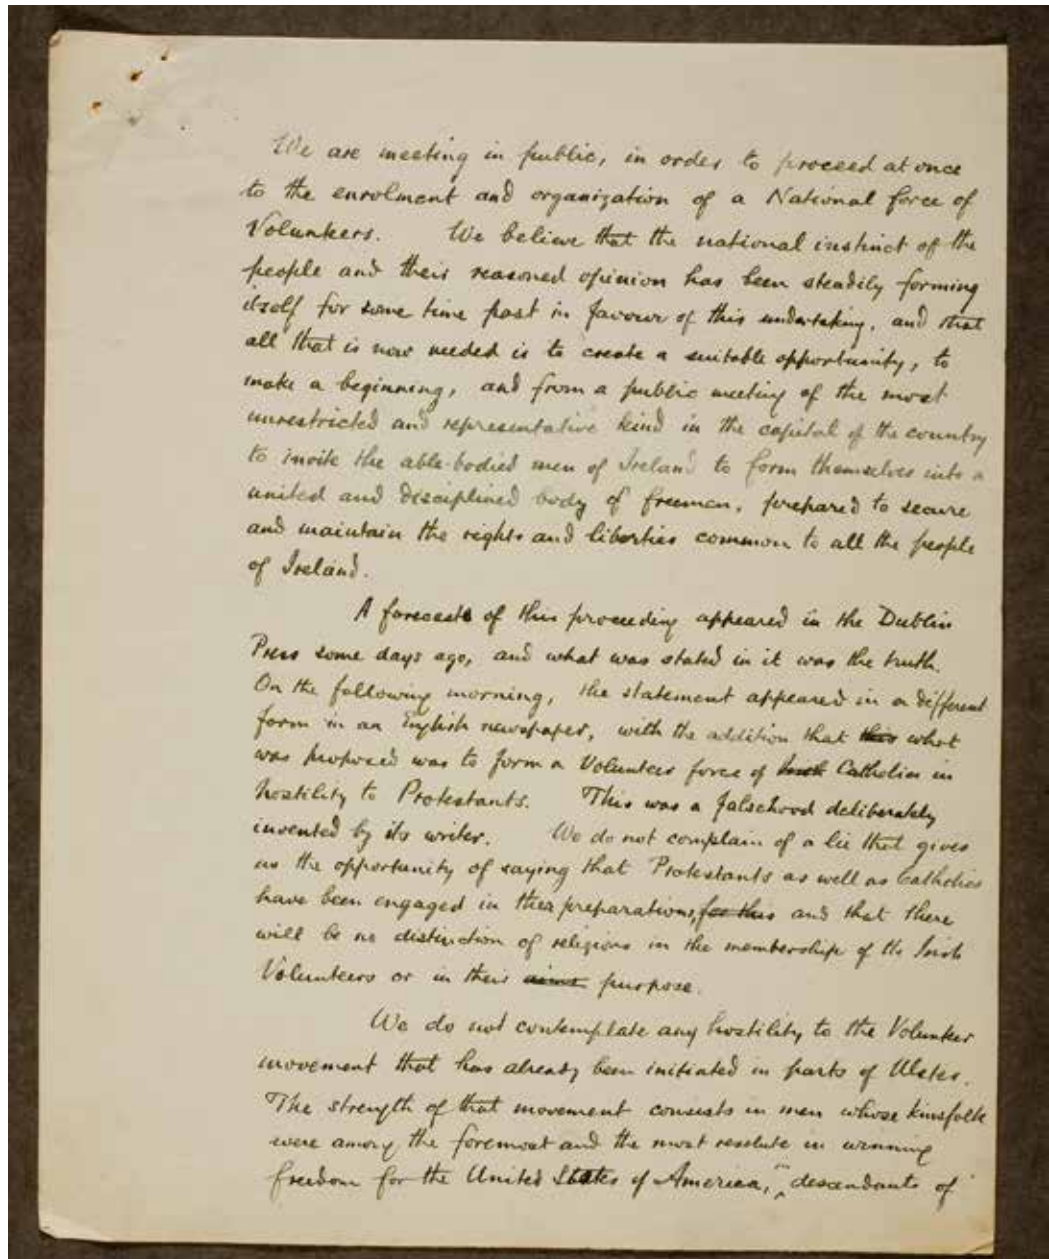 We are meeting in public, in order to proceed at once
to the enrolment and organization of a National force of
Volunteers. We believe that the national instinct of the
people and their reasoned opinion has been steadily forming
itself for some time past in favour of this undertaking, and that
all that is now needed is to create a suitable opportunity, to
make a beginning, and from a public meeting of the most
unrestricted and representative kind in the capital of the country
to invite the able-bodied men of Ireland to form themselves into a
united and disciplined body of freemen, prepared to secure
and maintain the rights and liberties common to all the people
of Ireland.
A forecast of this proceeding appeared in the Dublin
Press some days ago, and what was stated in it was the truth.
On the following morning, the statement appeared in a different
form in an English newspaper, with the addition that this what
was proposed was to form a Volunteer force of Irish Catholics in
hostility to Protestants. This was a falsehood deliberately
invented by its writer. We do not complain of a lie that gives
us the opportunity of saying that Protestants as well as Catholics
have been engaged in these preparations, for this and that there
will be no distinction of religions in the membership of the Irish
Volunteers or in their aims purpose.
We do not contemplate any hostility to the Volunteer
movement that has already been initiated in parts of Ulster.
The strength of that movement consists in men whose kinsfolk
were among the foremost and the most resolute in winning
freedom for the United States of America, in descendants of